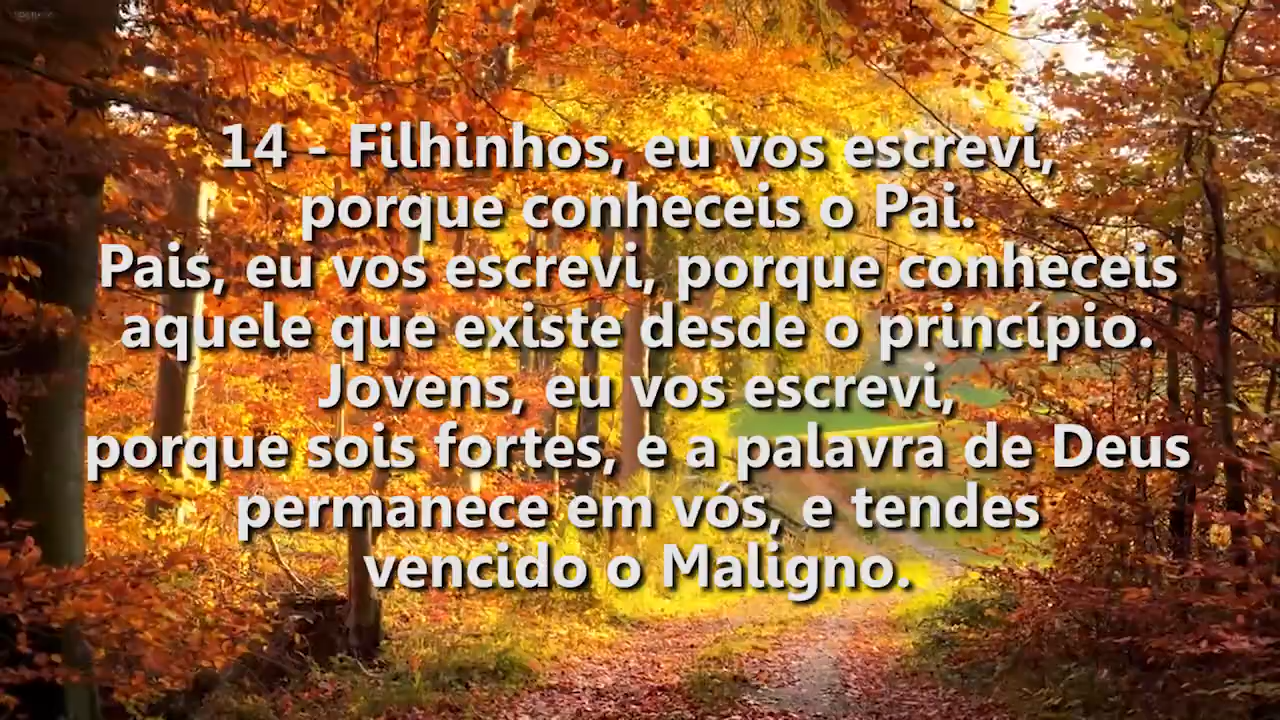 14 - Filhinhos, eu vos escrevi,
porque conheceis o Pai.
Pais, eu vos escrevi, porque conheceis
aquele que existe desde o princípio.
Jovens, eu vos escrevi,
porque sois fortes, e a palavra de Deus
permanece em vós, e tendes
vencido o Maligno.